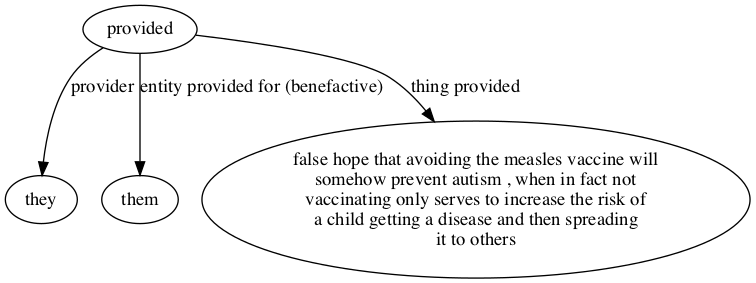 provided
provider
entity provided for (benefactive)
thing provided
they
them
false hope that avoiding the measles vaccine will
somehow prevent autism , when in fact not
vaccinating only serves to increase the risk of
a child getting a disease and then spreading
it to others